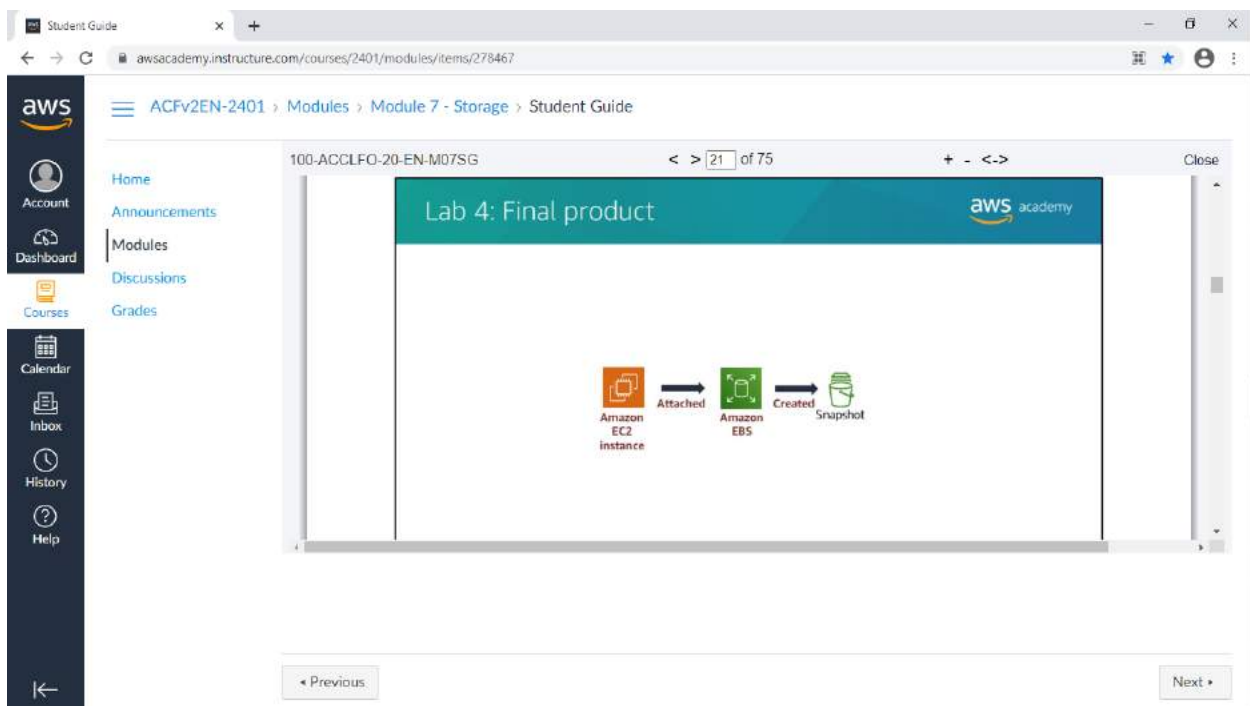 Student Guide
awsacademy.instructure.com/courses/2401/modules/items/278467
aws
ACFv2EN-2401 > Modules > Module 7 - Storage > Student Guide
Account
Dashboard
Courses
Calendar
Inbox
History
Help
Home
Announcements
Modules
Discussions
Grades
100-ACCLFO-20-EN-M07SG < > 21 of 75 + - <-> Close
Lab 4: Final product
aws academy
Amazon
EC2
instance
Attached
Amazon
EBS
Created
Snapshot
◂ Previous
Next ▸